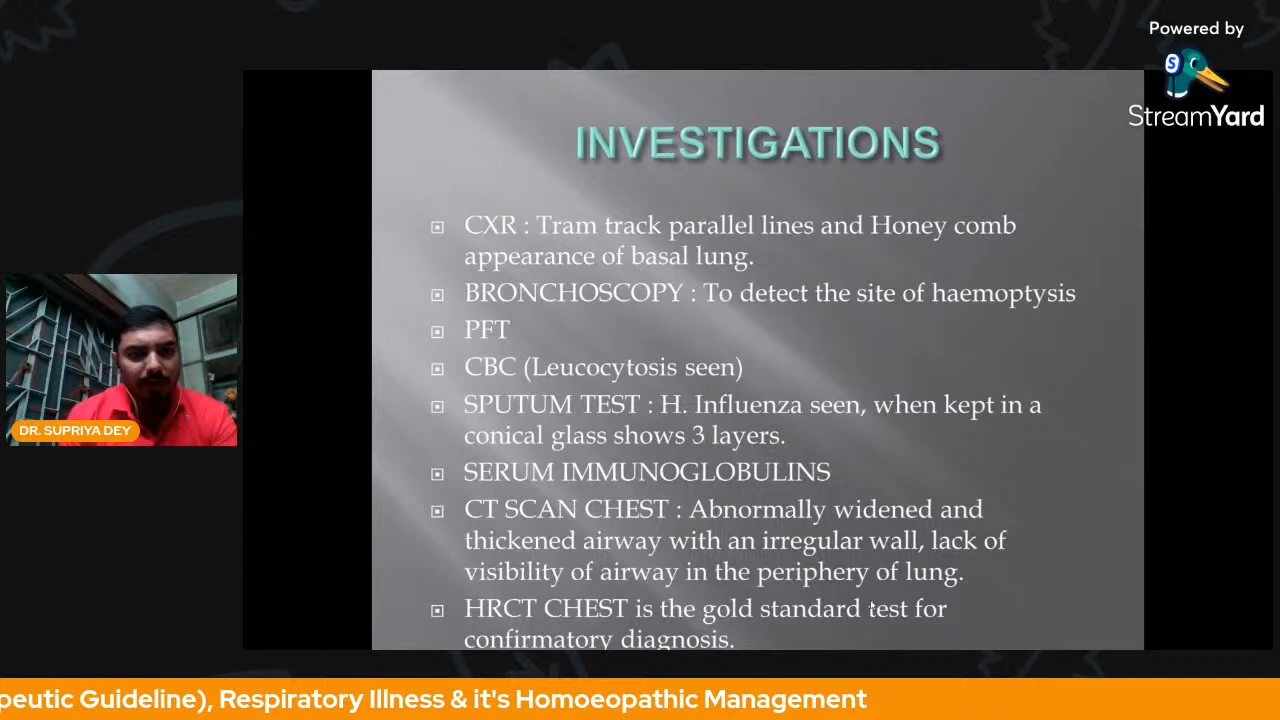 Powered by
StreamYard
INVESTIGATIONS
CXR : Tram track parallel lines and Honey comb
appearance of basal lung.
BRONCHOSCOPY : To detect the site of haemoptysis
PFT
CBC (Leucocytosis seen)
SPUTUM TEST : H. Influenza seen, when kept in a
conical glass shows 3 layers.
SERUM IMMUNOGLOBULINS
CT SCAN CHEST : Abnormally widened and
thickened airway with an irregular wall, lack of
visibility of airway in the periphery of lung.
HRCT CHEST is the gold standard test for
confirmatory diagnosis.
DR. SUPRIYA DEY
peutic Guideline), Respiratory Illness & it's Homoeopathic Management